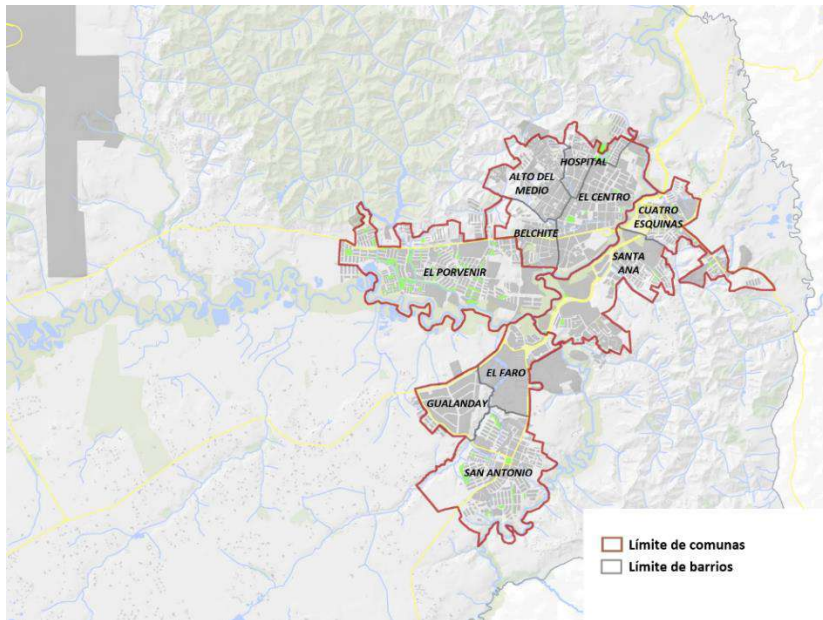 HOSPITAL
ALTO DEL
MEDIO
EL CENTRO
CUATRO
ESQUINAS
BELCHITE
SANTA
ANA
EL PORVENIR
EL FARO
GUALANDAY
SAN ANTONIO
Límite de comunas
Límite de barrios